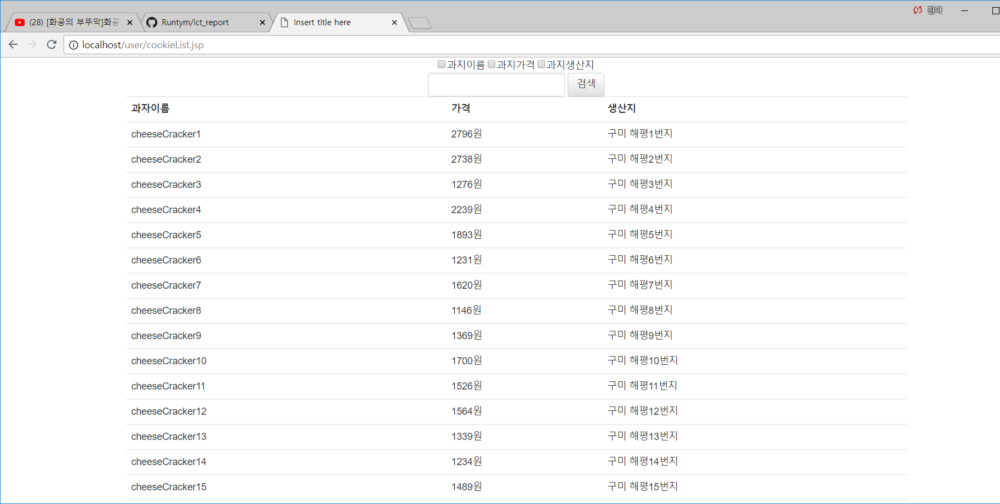 진아
(28) [화공의 부뚜막]화공
Runtym/ict_report
Insert title here
localhost/user/cookieList.jsp
과지이름 과지가격 과지생산지
검색
과자이름 가격 생산지
cheeseCracker1 2796원 구미 해평1번지
cheeseCracker2 2738원 구미 해평2번지
cheeseCracker3 1276원 구미 해평3번지
cheeseCracker4 2239원 구미 해평4번지
cheeseCracker5 1893원 구미 해평5번지
cheeseCracker6 1231원 구미 해평6번지
cheeseCracker7 1620원 구미 해평7번지
cheeseCracker8 1146원 구미 해평8번지
cheeseCracker9 1369원 구미 해평9번지
cheeseCracker10 1700원 구미 해평10번지
cheeseCracker11 1526원 구미 해평11번지
cheeseCracker12 1564원 구미 해평12번지
cheeseCracker13 1339원 구미 해평13번지
cheeseCracker14 1234원 구미 해평14번지
cheeseCracker15 1489원 구미 해평15번지